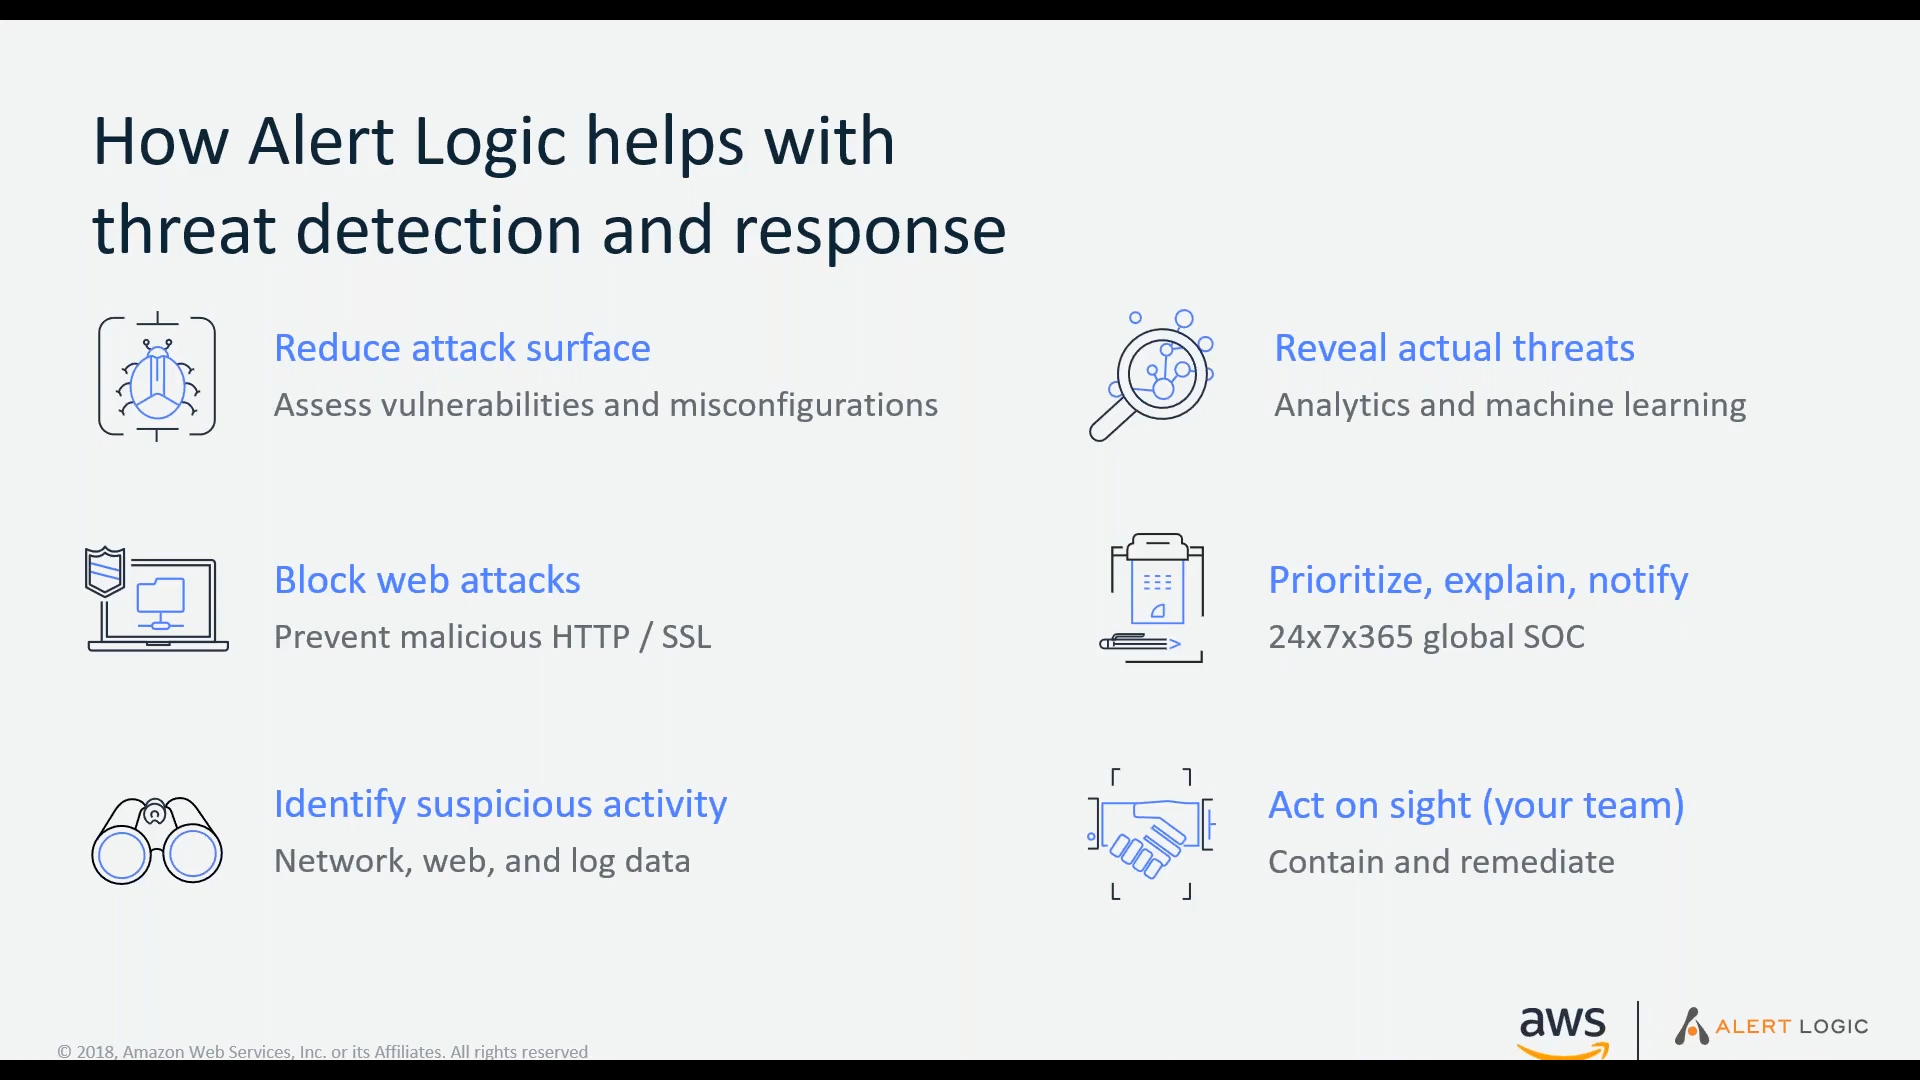 How Alert Logic helps with
threat detection and response
Reduce attack surface
Assess vulnerabilities and misconfigurations
Block web attacks
Prevent malicious HTTP / SSL
Identify suspicious activity
Network, web, and log data
Reveal actual threats
Analytics and machine learning
Prioritize, explain, notify
24x7x365 global SOC
Act on sight (your team)
Contain and remediate
© 2018, Amazon Web Services, Inc. or its Affiliates. All rights reserved
aws
ALERT LOGIC